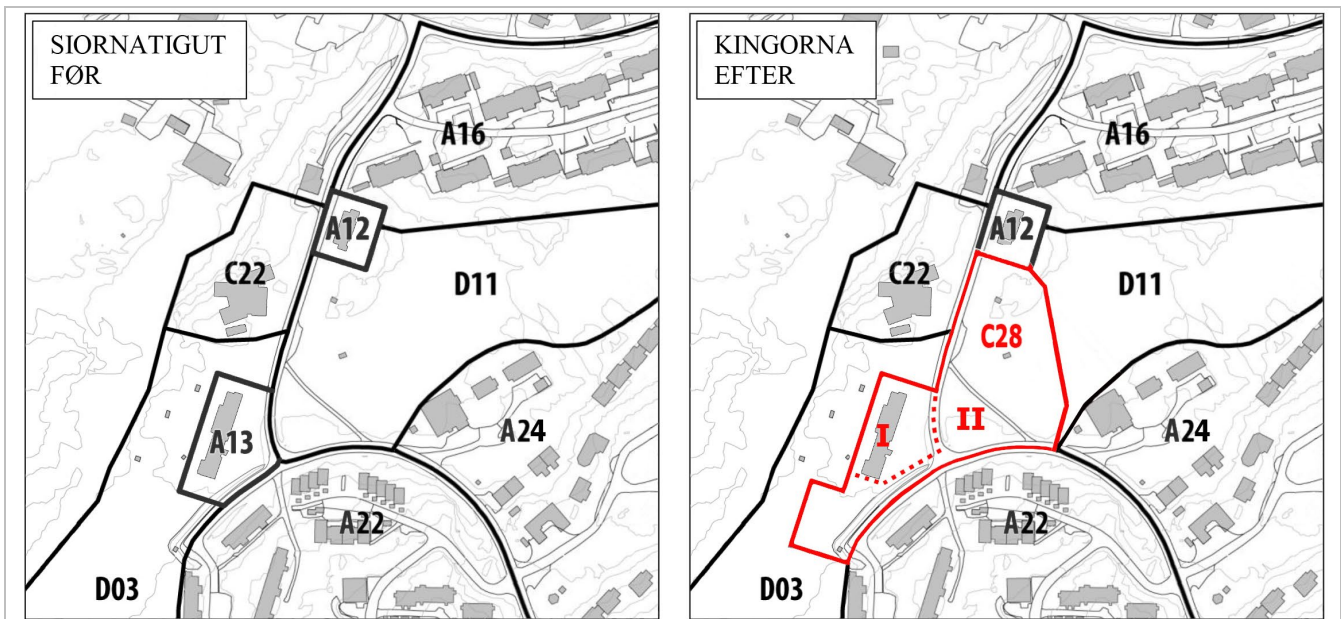 SIORNATIGUT
FØR
A16
A12
C22
D11
A13
A24
A22
D03
KINGORNA
EFTER
A16
A12
C22
D11
C28
I
II
A24
A22
D03